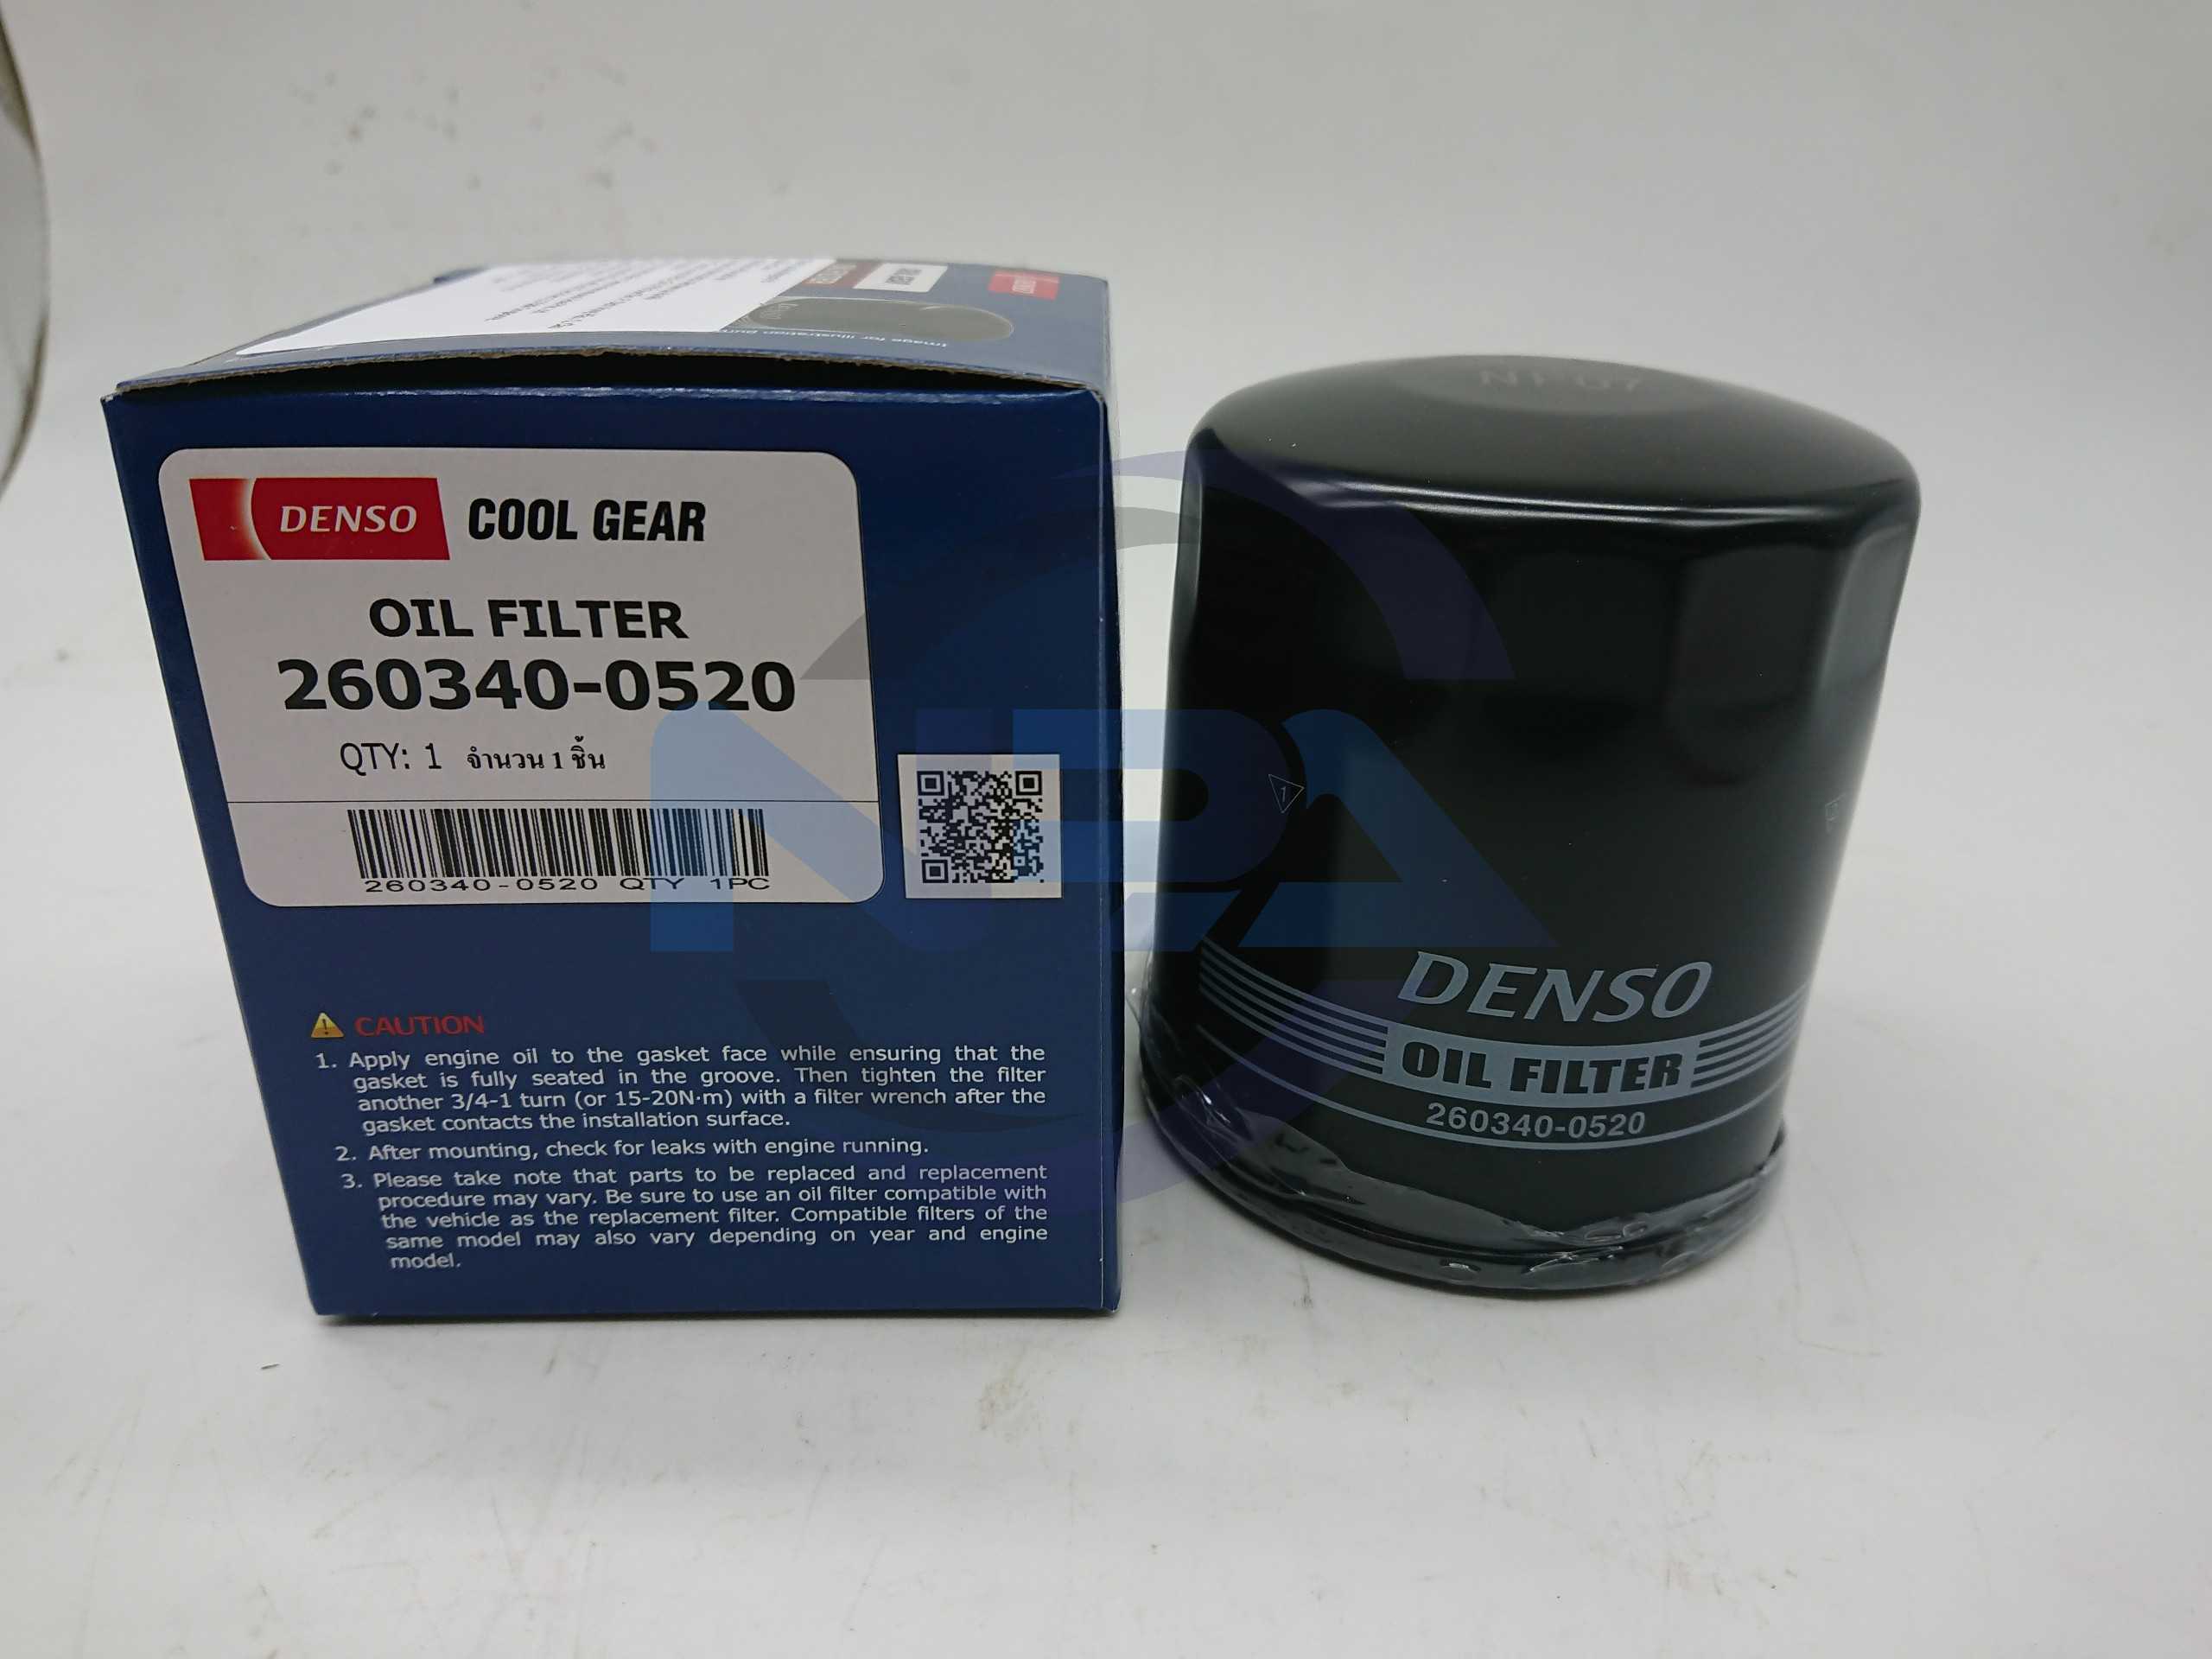 DENSO COOL GEAR
OIL FILTER
260340-0520
QTY: 1 จำนวน 1 ชิ้น
260340-0520 QTY 1PC
CAUTION
1. Apply engine oil to the gasket face while ensuring that the
gasket is fully seated in the groove. Then tighten the filter
another 3/4-1 turn (or 15-20N·m) with a filter wrench after the
gasket contacts the installation surface.
2. After mounting, check for leaks with engine running.
3. Please take note that parts to be replaced and replacement
procedure may vary. Be sure to use an oil filter compatible with
the vehicle as the replacement filter. Compatible filters of the
same model may also vary depending on year and engine
model.
NPA
1
DENSO
OIL FILTER
260340-0520